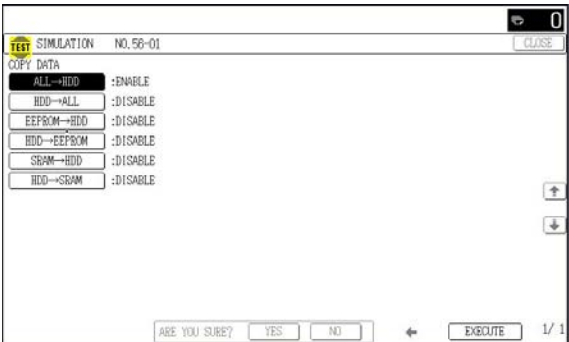 0
TEST SIMULATION NO.56-01 CLOSE
COPY DATA
ALL→HDD :ENABLE
HDD→ALL :DISABLE
EEPROM→HDD :DISABLE
HDD→EEPROM :DISABLE
SRAM→HDD :DISABLE
HDD→SRAM :DISABLE
ARE YOU SURE? YES NO EXECUTE 1/ 1